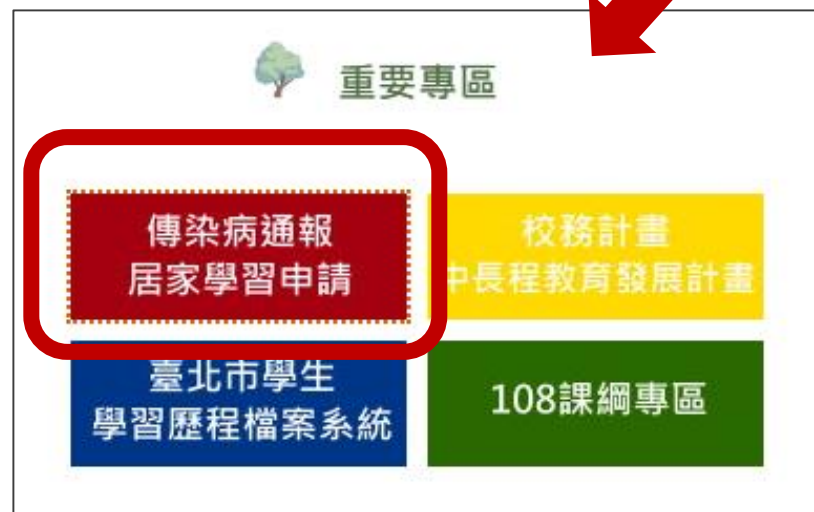 重要專區
傳染病通報
居家學習申請
校務計畫
中長程教育發展計畫
臺北市學生
學習歷程檔案系統
108課綱專區